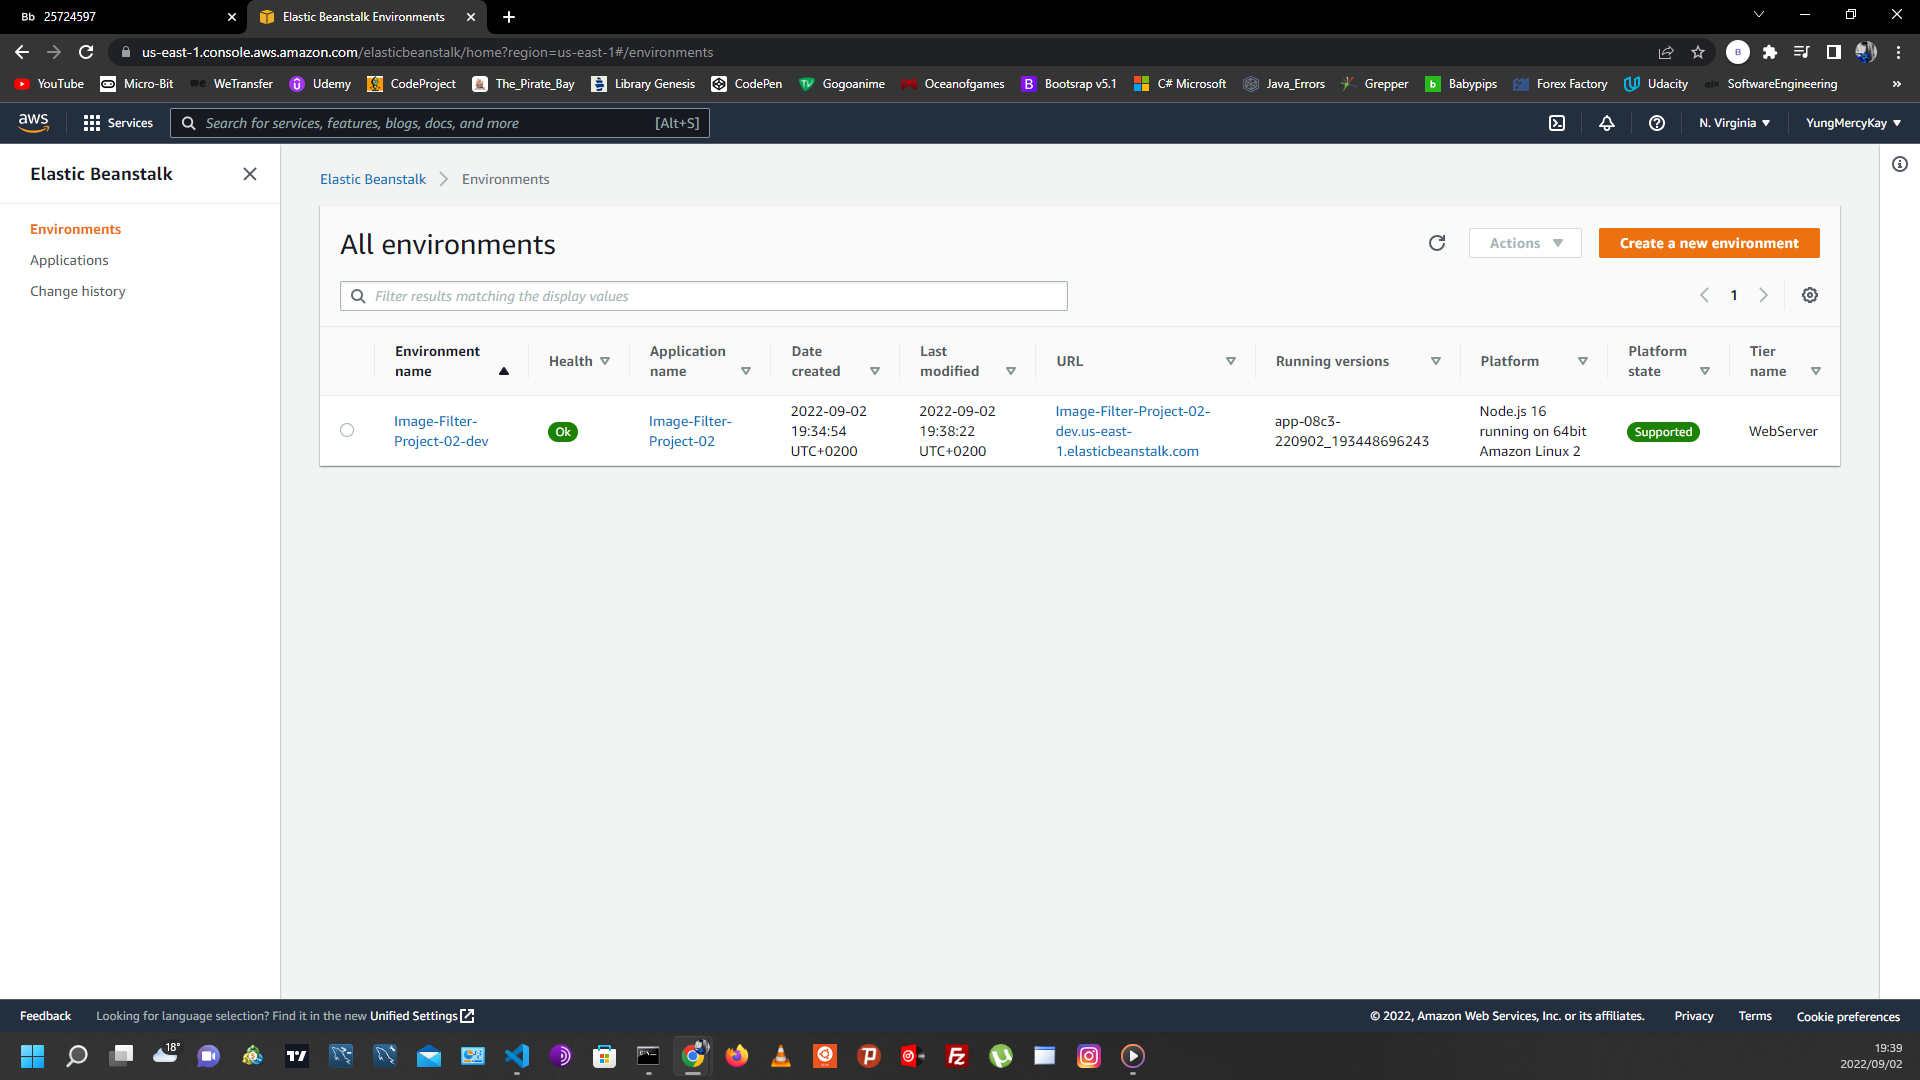 Bb 25724597
Elastic Beanstalk Environments
us-east-1.console.aws.amazon.com/elasticbeanstalk/home?region=us-east-1#/environments
B
YouTube Micro-Bit WeTransfer Udemy CodeProject The_Pirate_Bay Library Genesis CodePen Gogoanime Oceanofgames Bootsrap v5.1 C# Microsoft Java_Errors Grepper Babypips Forex Factory Udacity SoftwareEngineering »
aws Services Search for services, features, blogs, docs, and more [Alt+S] N. Virginia YungMercyKay
Elastic Beanstalk
Environments
Applications
Change history
Elastic Beanstalk Environments
All environments
Actions
Create a new environment
Filter results matching the display values
1
Environment name
Health
Application name
Date created
Last modified
URL
Running versions
Platform
Platform state
Tier name
Image-Filter-
Project-02-dev
Ok
Image-Filter-
Project-02
2022-09-02
19:34:54
UTC+0200
2022-09-02
19:38:22
UTC+0200
Image-Filter-Project-02-
dev.us-east-
1.elasticbeanstalk.com
app-08c3-
220902_193448696243
Node.js 16
running on 64bit
Amazon Linux 2
Supported
WebServer
Feedback Looking for language selection? Find it in the new Unified Settings © 2022, Amazon Web Services, Inc. or its affiliates. Privacy Terms Cookie preferences
18°
19:39
2022/09/02